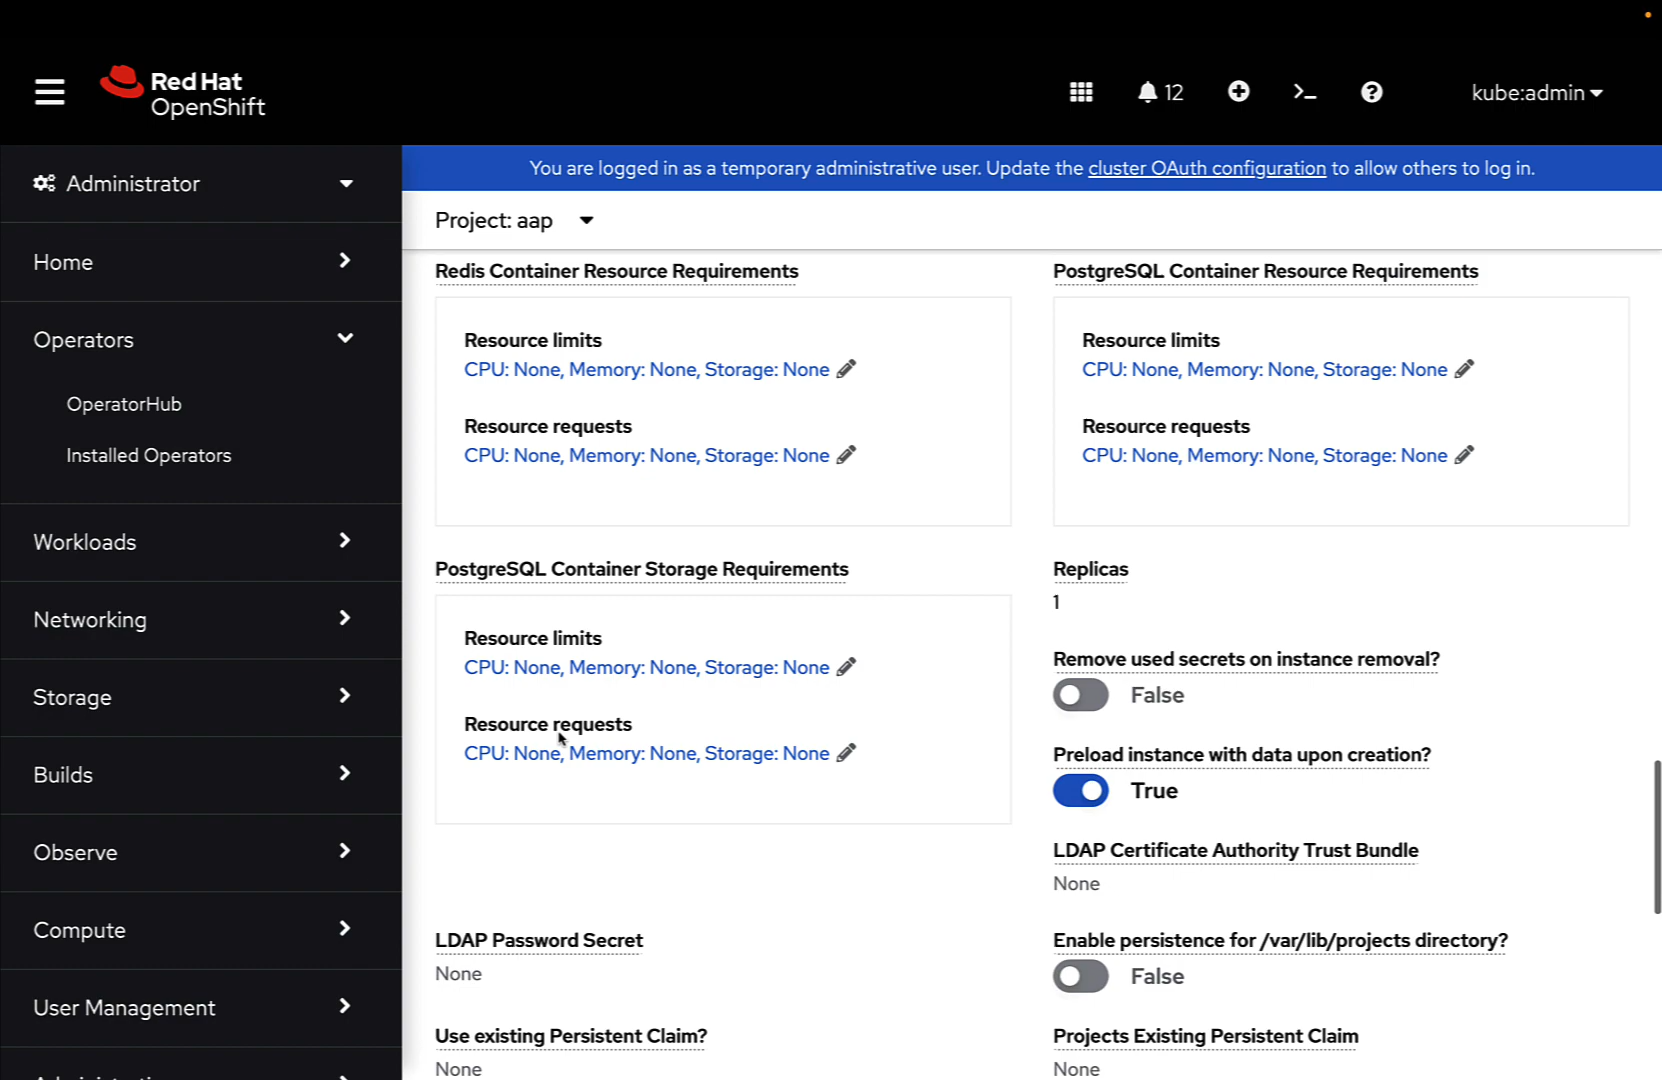 Red Hat
OpenShift
12
kube:admin
Administrator
You are logged in as a temporary administrative user. Update the cluster OAuth configuration to allow others to log in.
Project: aap
Home
Operators
OperatorHub
Installed Operators
Workloads
Networking
Storage
Builds
Observe
Compute
User Management
Redis Container Resource Requirements
Resource limits
CPU: None, Memory: None, Storage: None
Resource requests
CPU: None, Memory: None, Storage: None
PostgreSQL Container Resource Requirements
Resource limits
CPU: None, Memory: None, Storage: None
Resource requests
CPU: None, Memory: None, Storage: None
PostgreSQL Container Storage Requirements
Resource limits
CPU: None, Memory: None, Storage: None
Resource requests
CPU: None, Memory: None, Storage: None
Replicas
1
Remove used secrets on instance removal?
False
Preload instance with data upon creation?
True
LDAP Certificate Authority Trust Bundle
None
LDAP Password Secret
None
Enable persistence for /var/lib/projects directory?
False
Use existing Persistent Claim?
None
Projects Existing Persistent Claim
None